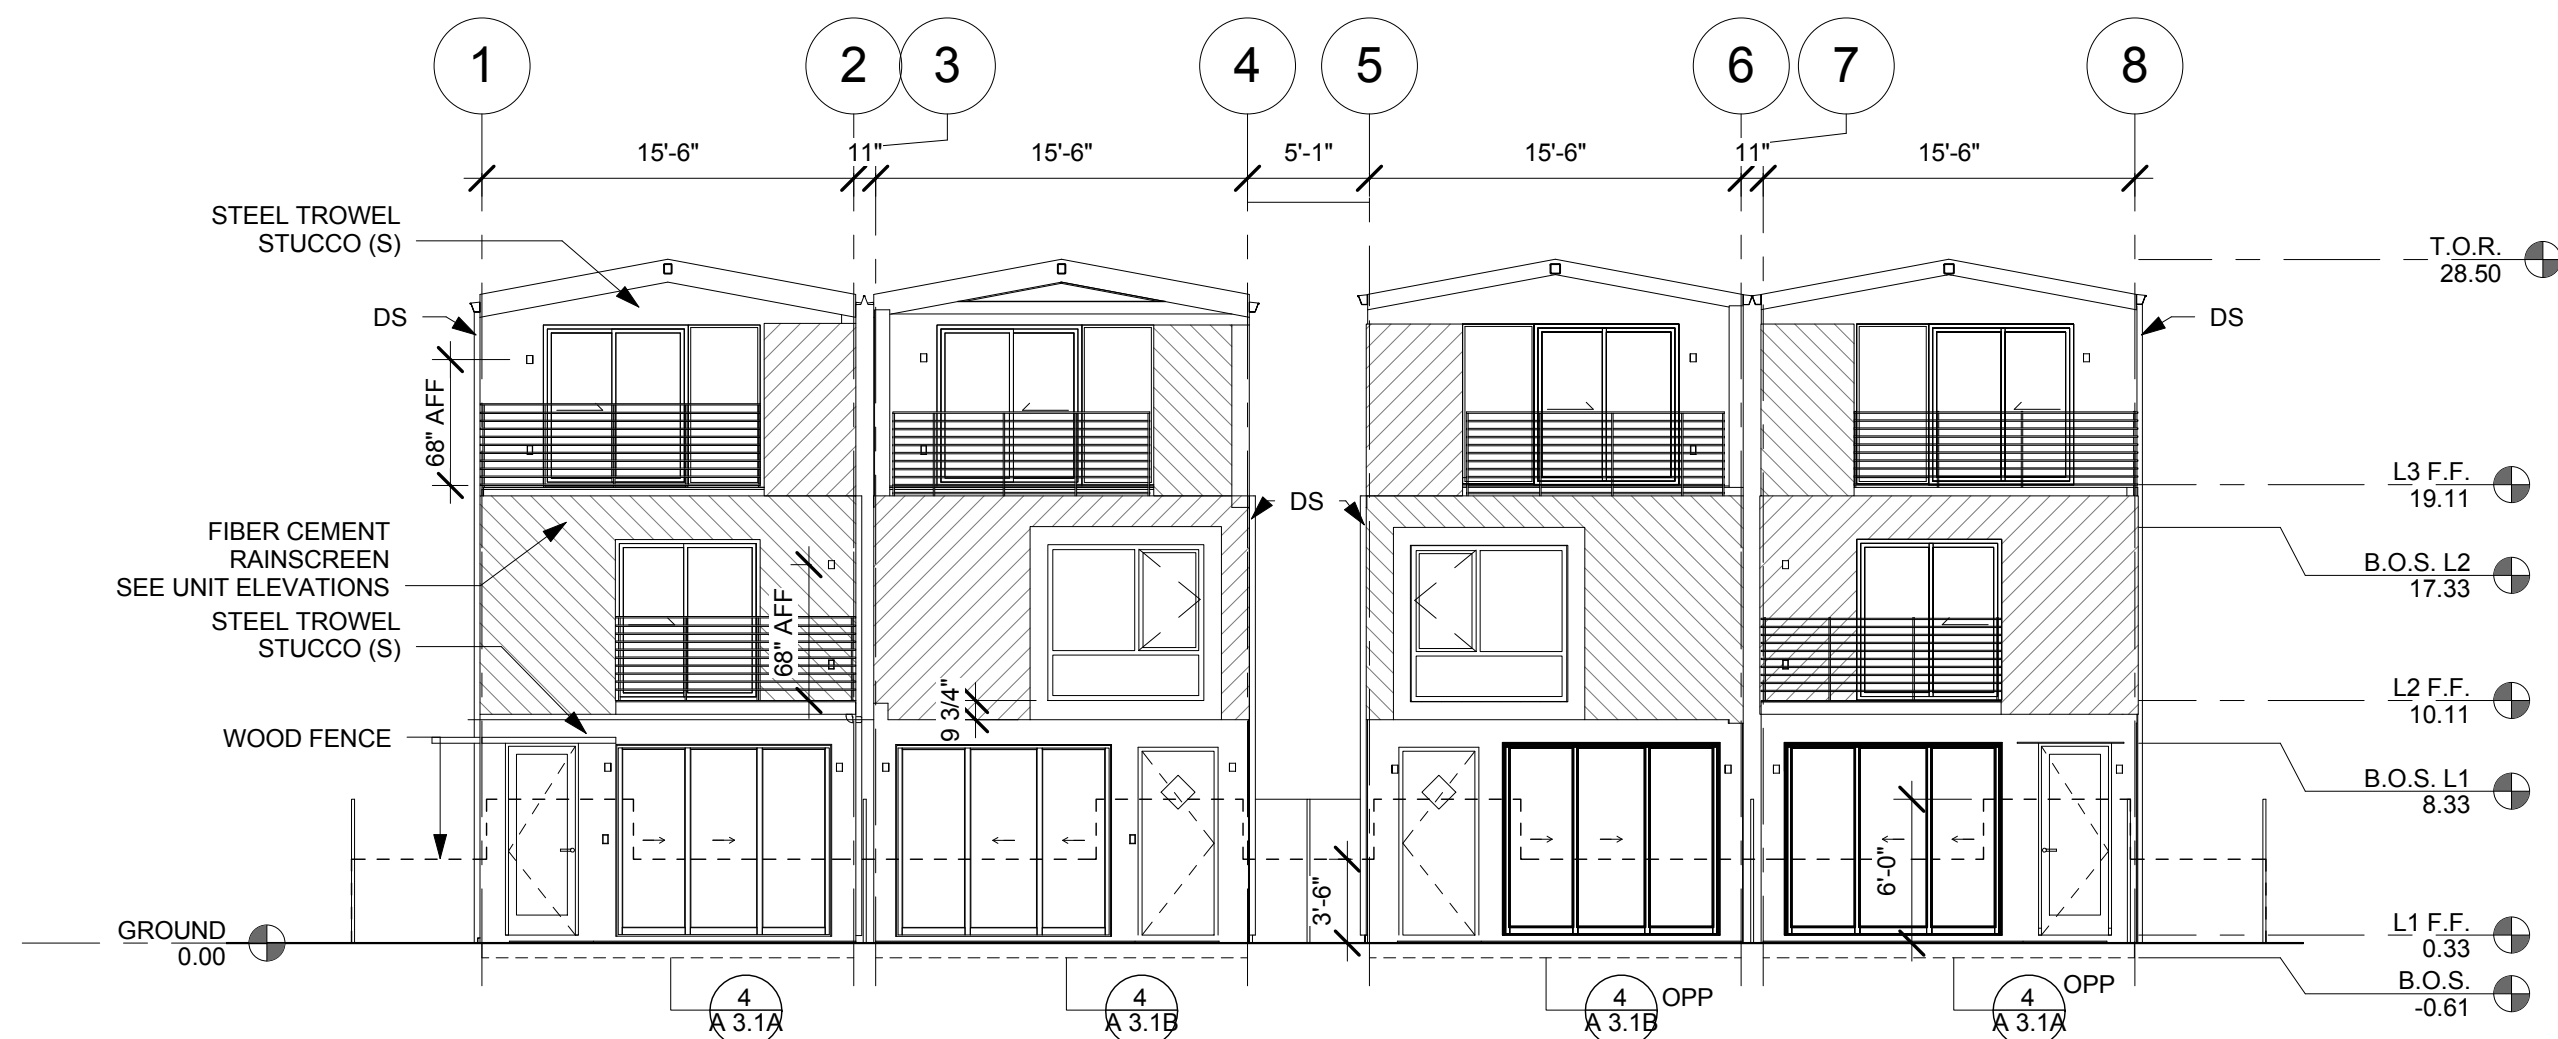 1 2 3 4 5 6 7 8
15'-6" 11" 15'-6" 5'-1" 15'-6" 11" 15'-6"
STEEL TROWEL
STUCCO (S)
T.O.R.
28.50
DS
DS
68" AFF
L3 F.F.
19.11
DS
FIBER CEMENT
RAINSCREEN
SEE UNIT ELEVATIONS
B.O.S. L2
17.33
68" AFF
STEEL TROWEL
STUCCO (S)
L2 F.F.
10.11
9 3/4"
WOOD FENCE
B.O.S. L1
8.33
6'-0"
3'-6"
GROUND
0.00
L1 F.F.
0.33
B.O.S.
-0.61
4
A 3.1A
4
A 3.1B
4 OPP
A 3.1B
4 OPP
A 3.1A